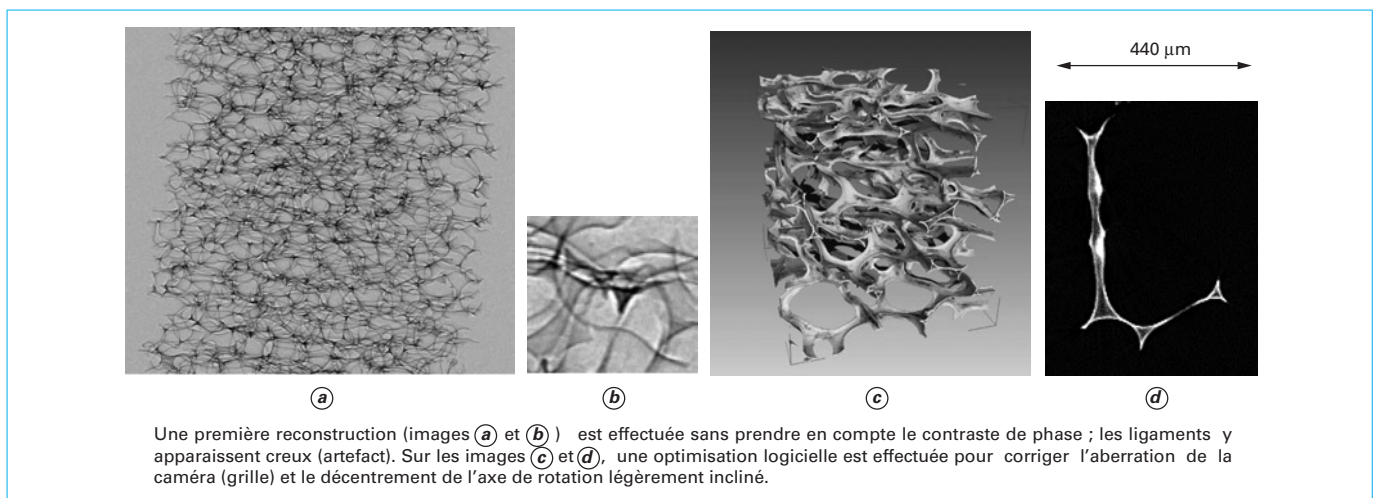 440 µm
a b c d
Une première reconstruction (images a et b ) est effectuée sans prendre en compte le contraste de phase ; les ligaments y
apparaissent creux (artefact). Sur les images c et d, une optimisation logicielle est effectuée pour corriger l'aberration de la
caméra (grille) et le décentrement de l'axe de rotation légèrement incliné.